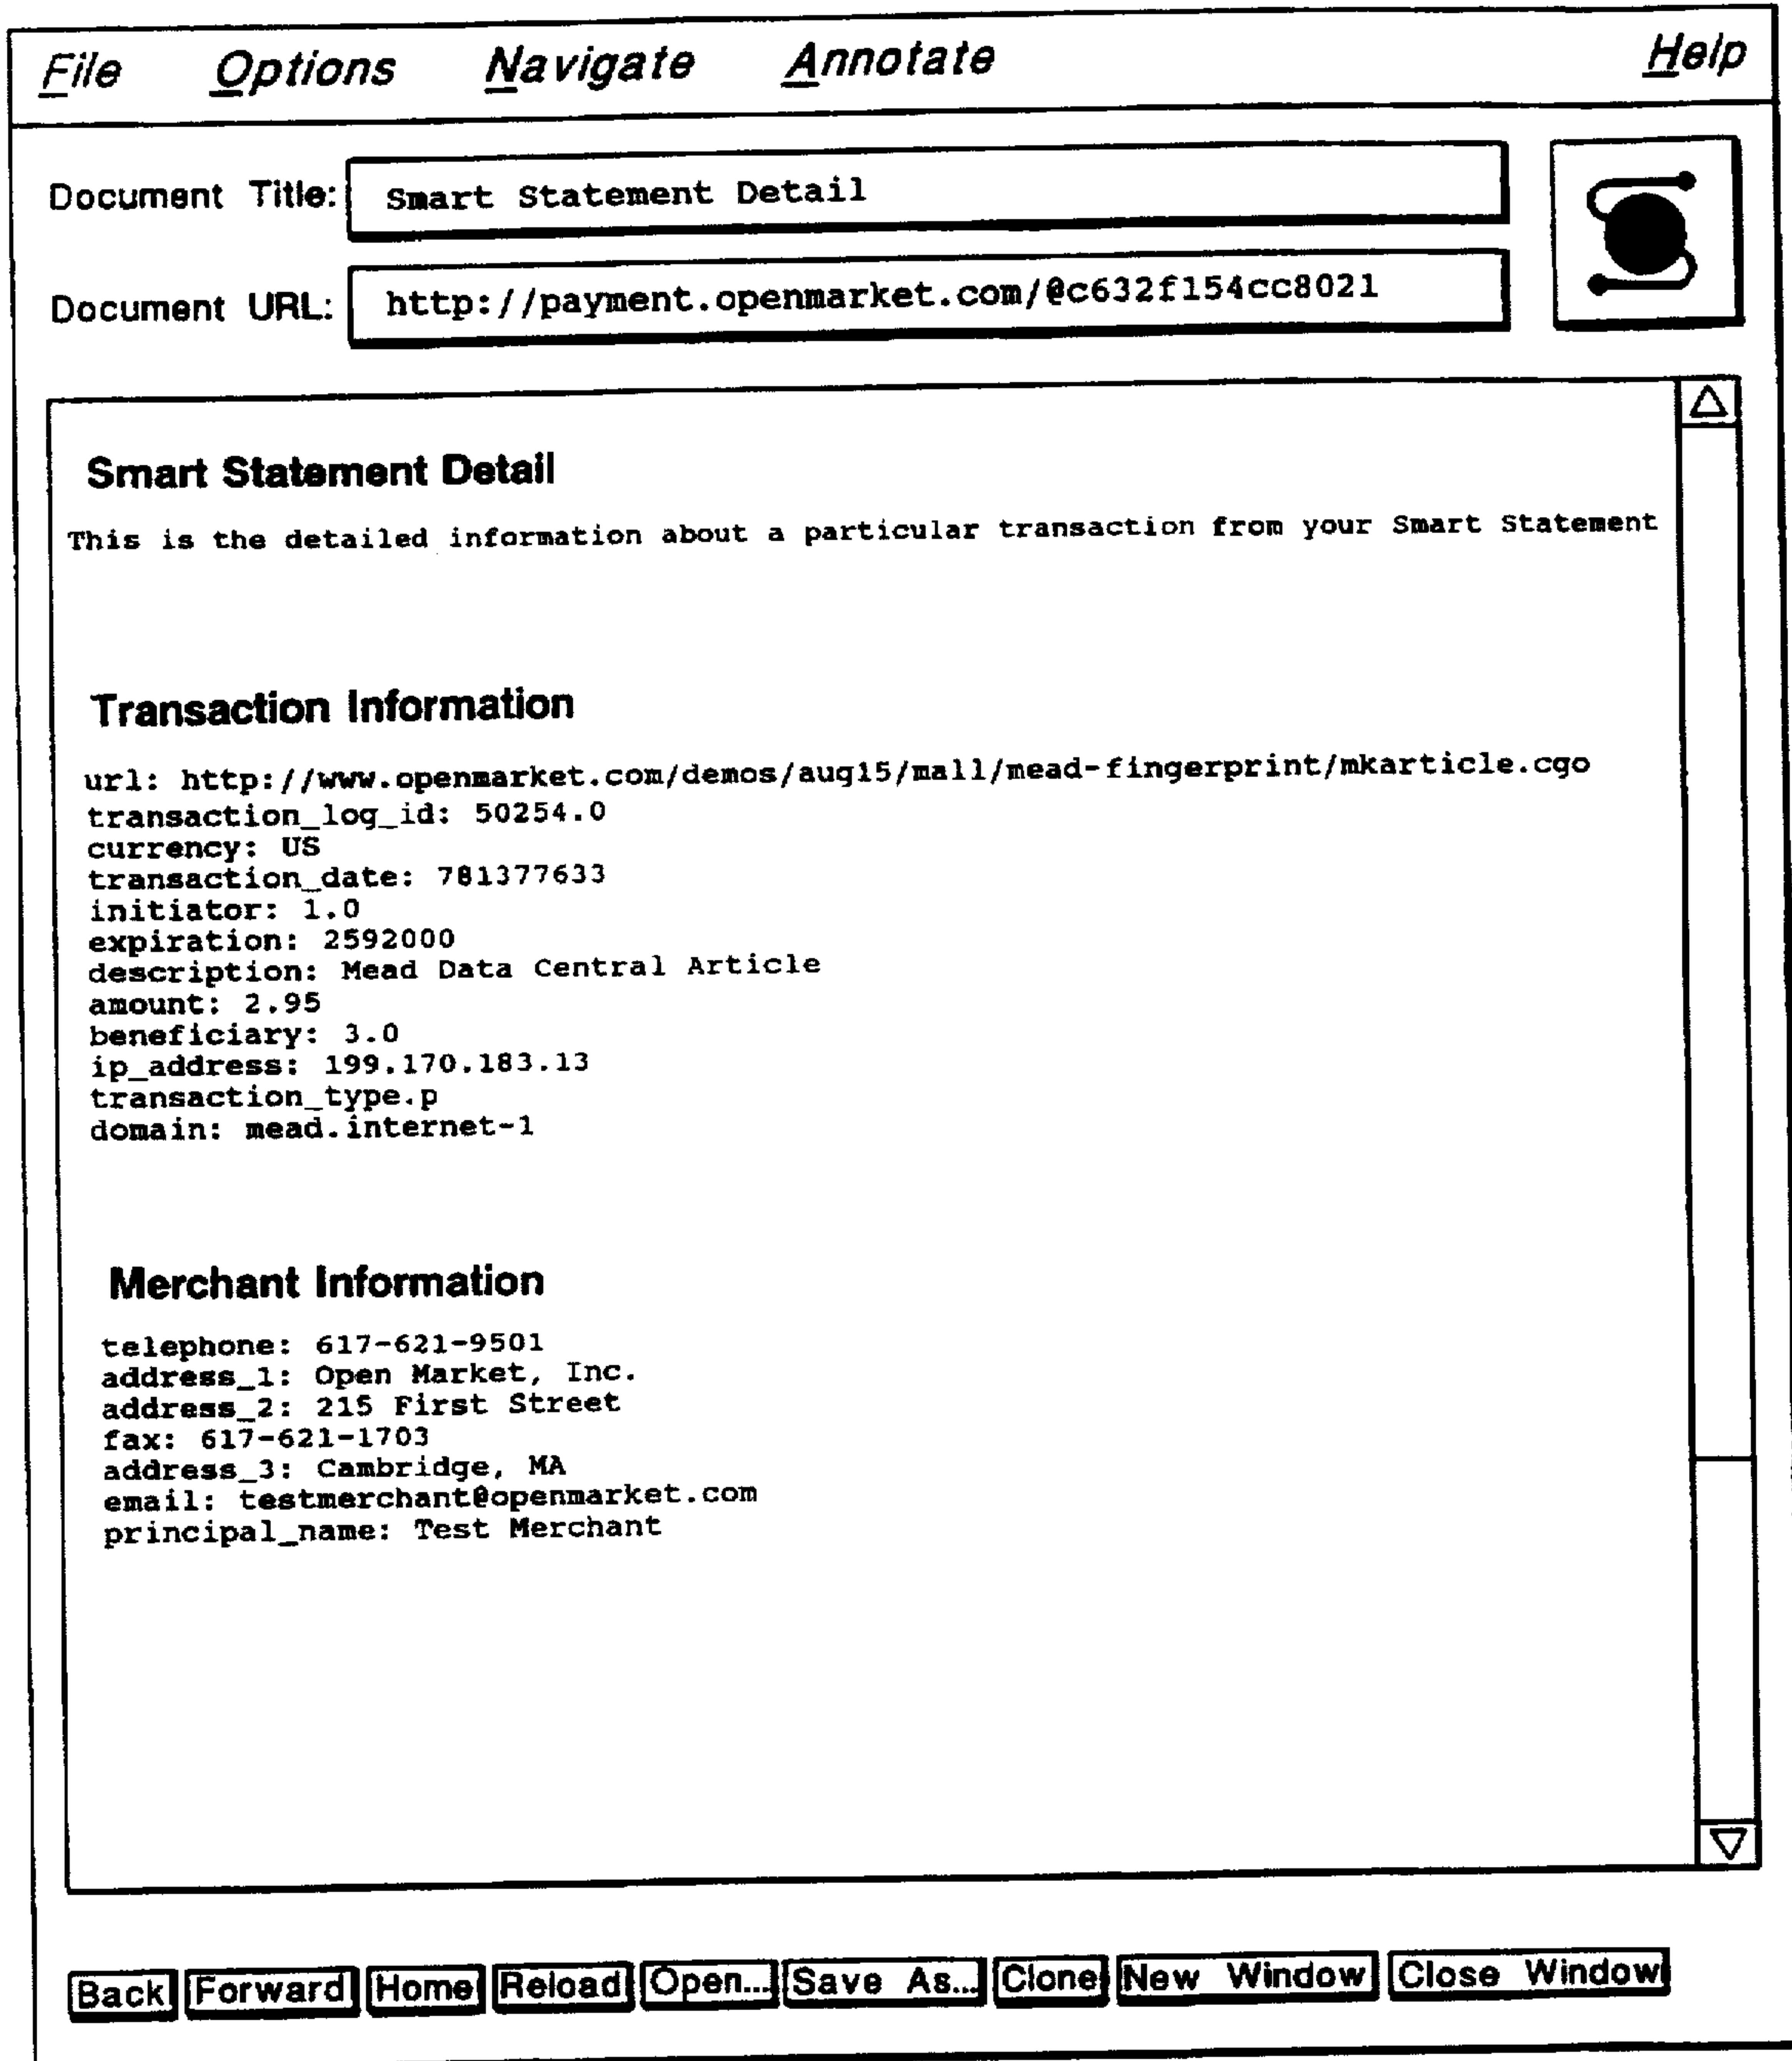 File Options Navigate Annotate Help
Document Title: Smart Statement Detail
Document URL: http://payment.openmarket.com/@c632f154cc8021
Smart Statement Detail
This is the detailed information about a particular transaction from your Smart Statement
Transaction Information
url: http://www.openmarket.com/demos/aug15/mall/mead-fingerprint/mkarticle.cgo
transaction_log_id: 50254.0
currency: US
transaction_date: 781377633
initiator: 1.0
expiration: 2592000
description: Mead Data Central Article
amount: 2.95
beneficiary: 3.0
ip_address: 199.170.183.13
transaction_type.p
domain: mead.internet-1
Merchant Information
telephone: 617-621-9501
address_1: Open Market, Inc.
address_2: 215 First Street
fax: 617-621-1703
address_3: Cambridge, MA
email: testmerchant@openmarket.com
principal_name: Test Merchant
Back Forward Home Reload Open... Save As... Clone New Window Close Window